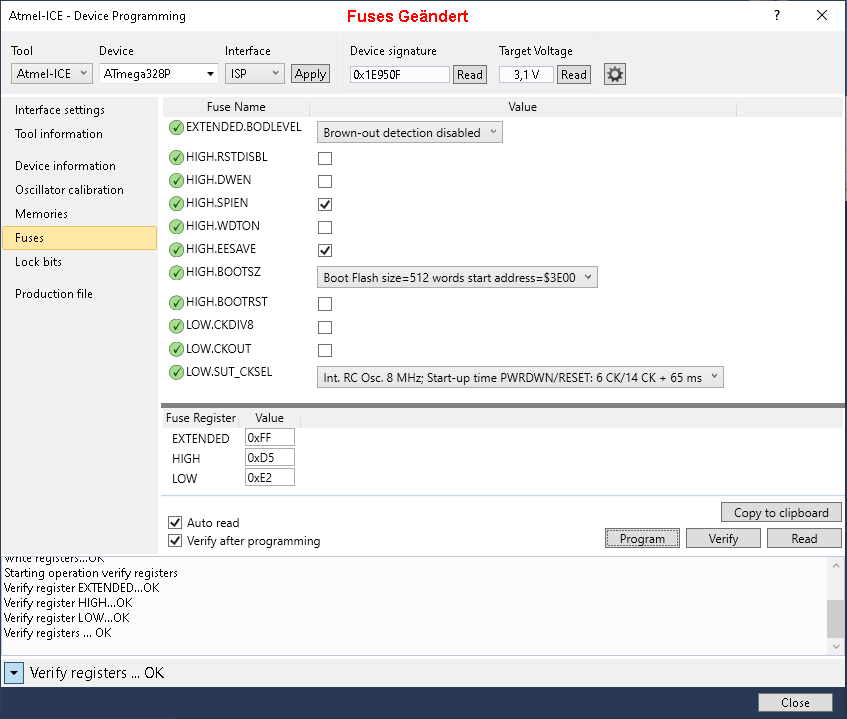 Atmel-ICE - Device Programming
Fuses Geändert
?
Tool Device Interface Device signature Target Voltage
Atmel-ICE ATmega328P ISP Apply 0x1E950F Read 3,1 V Read
Interface settings
Tool information
Device information
Oscillator calibration
Memories
Fuses
Lock bits
Production file
Fuse Name Value
EXTENDED.BODLEVEL Brown-out detection disabled
HIGH.RSTDISBL
HIGH.DWEN
HIGH.SPIEN
HIGH.WDTON
HIGH.EESAVE
HIGH.BOOTSZ Boot Flash size=512 words start address=$3E00
HIGH.BOOTRST
LOW.CKDIV8
LOW.CKOUT
LOW.SUT_CKSEL Int. RC Osc. 8 MHz; Start-up time PWRDWN/RESET: 6 CK/14 CK + 65 ms
Fuse Register Value
EXTENDED 0xFF
HIGH 0xD5
LOW 0xE2
Auto read
Verify after programming
Copy to clipboard
Program Verify Read
Write registers...OK
Starting operation verify registers
Verify register EXTENDED...OK
Verify register HIGH...OK
Verify register LOW...OK
Verify registers ... OK
Verify registers ... OK
Close